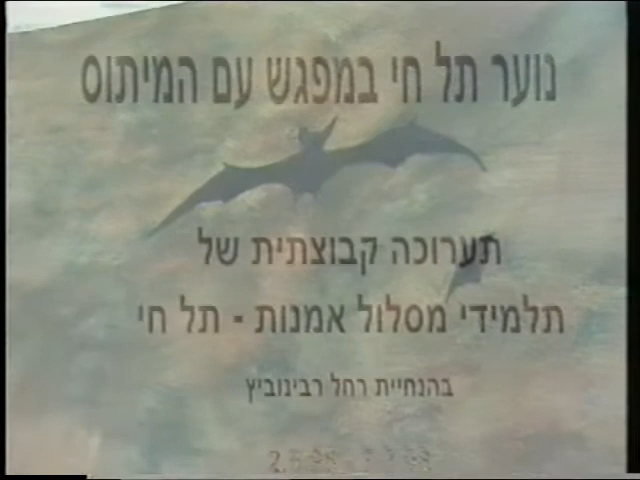 נוער תל חי במפגש עם המיתוס
תערוכה קבוצתית של
תלמידי מסלול אמנות - תל חי
בהנחיית רחל רבינוביץ